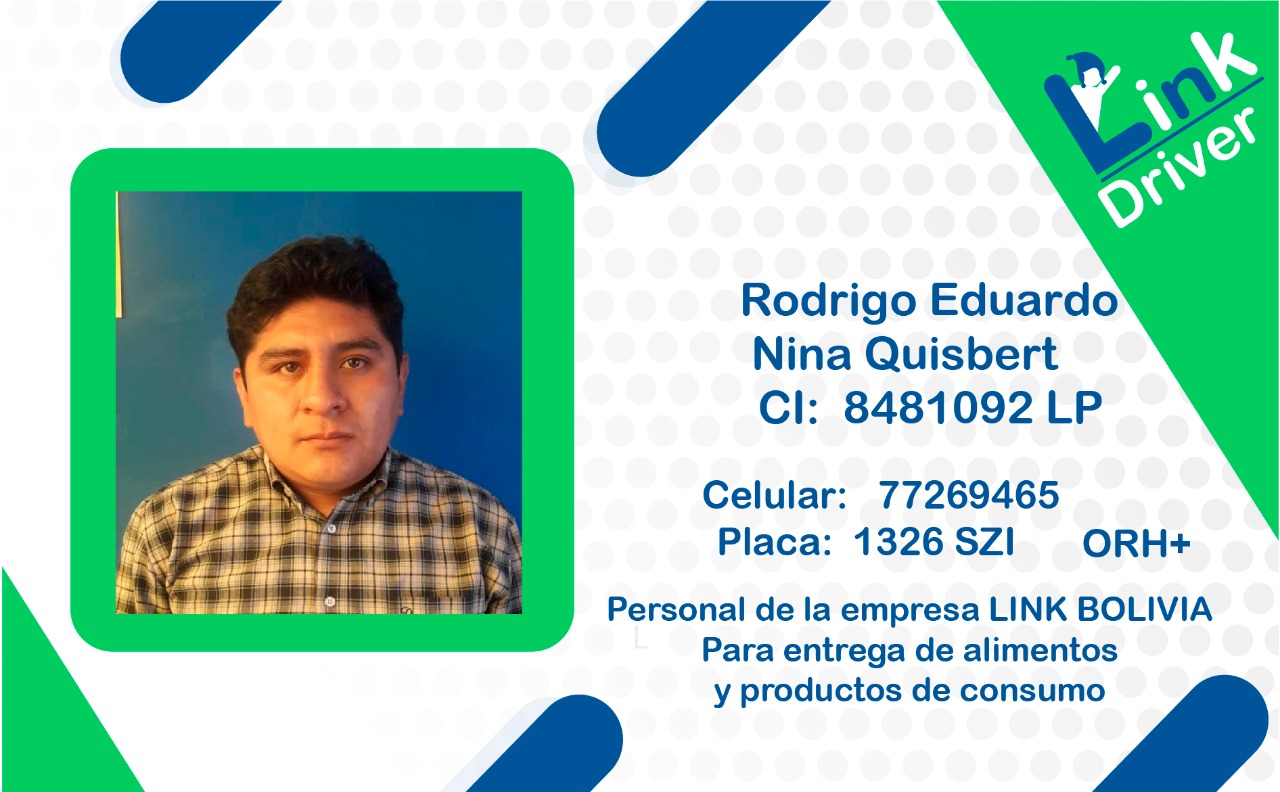 Link
Driver
Rodrigo Eduardo
Nina Quisbert
CI: 8481092 LP
Celular: 77269465
Placa: 1326 SZI ORH+
Personal de la empresa LINK BOLIVIA
Para entrega de alimentos
y productos de consumo
L